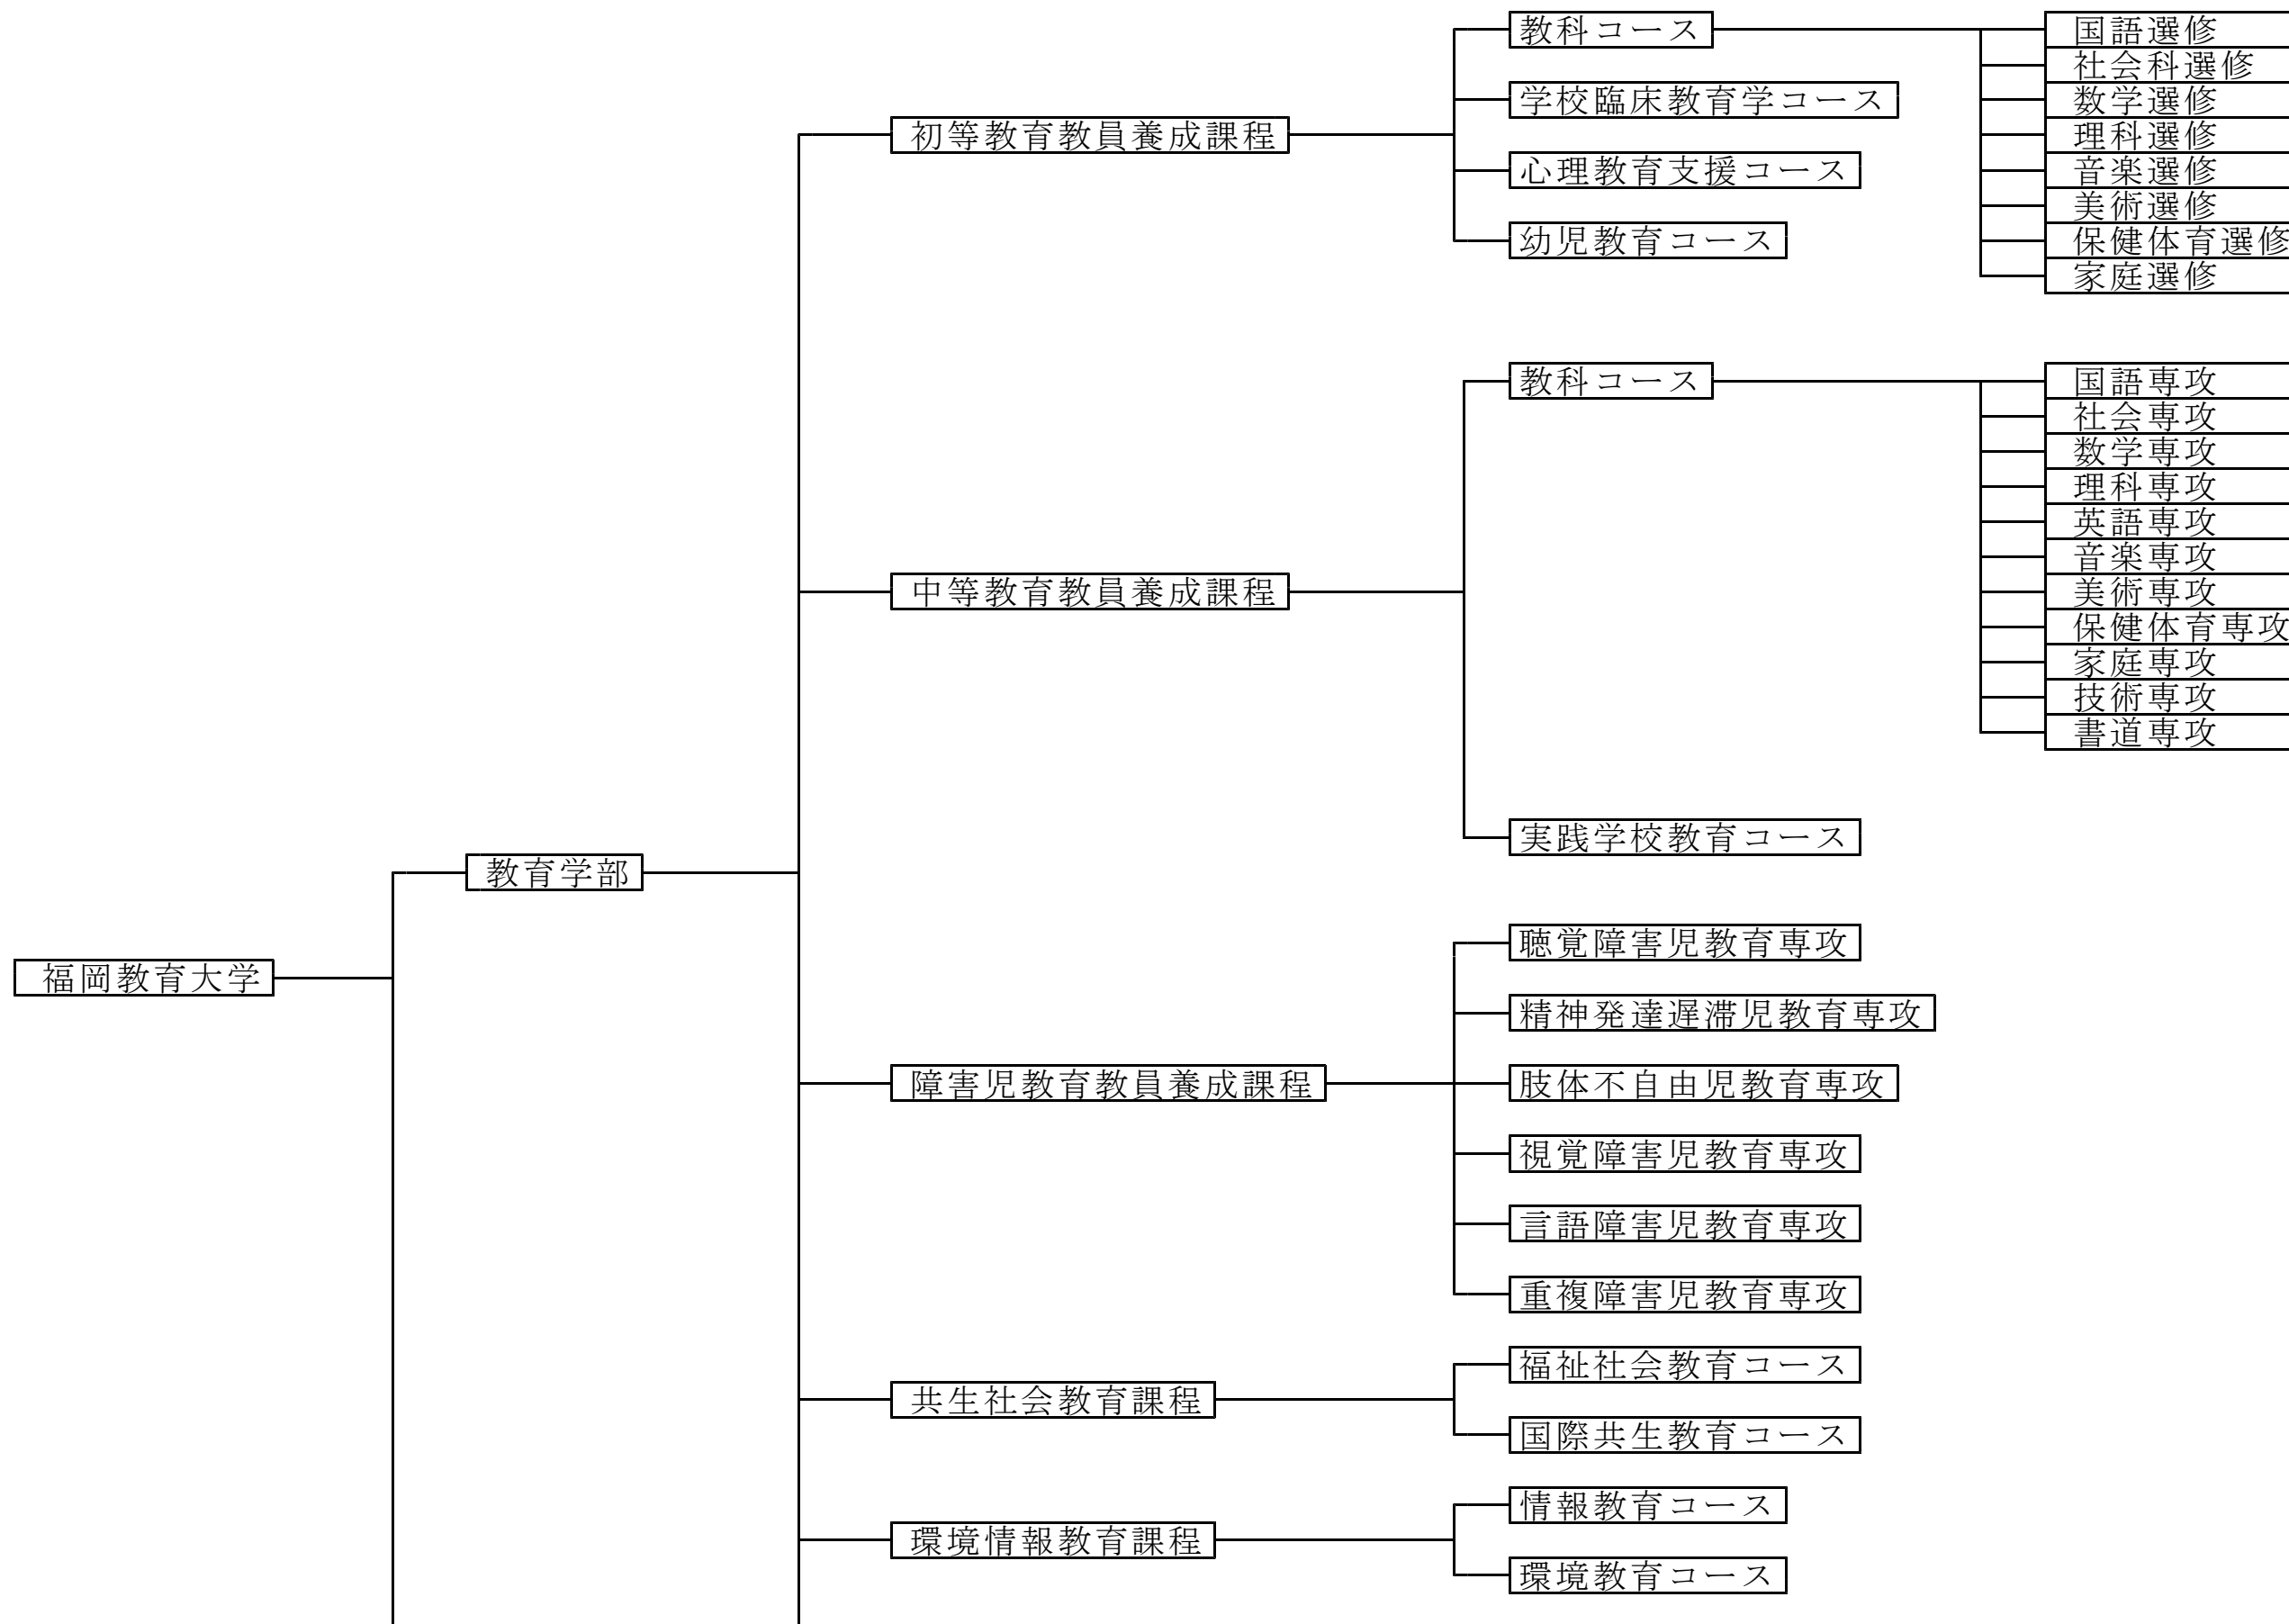 福岡教育大学
教育学部
初等教育教員養成課程
教科コース
国語選修
社会科選修
数学選修
理科選修
音楽選修
美術選修
保健体育選修
家庭選修
学校臨床教育学コース
心理教育支援コース
幼児教育コース
中等教育教員養成課程
教科コース
国語専攻
社会専攻
数学専攻
理科専攻
英語専攻
音楽専攻
美術専攻
保健体育専攻
家庭専攻
技術専攻
書道専攻
実践学校教育コース
障害児教育教員養成課程
聴覚障害児教育専攻
精神発達遅滞児教育専攻
肢体不自由児教育専攻
視覚障害児教育専攻
言語障害児教育専攻
重複障害児教育専攻
共生社会教育課程
福祉社会教育コース
国際共生教育コース
環境情報教育課程
情報教育コース
環境教育コース